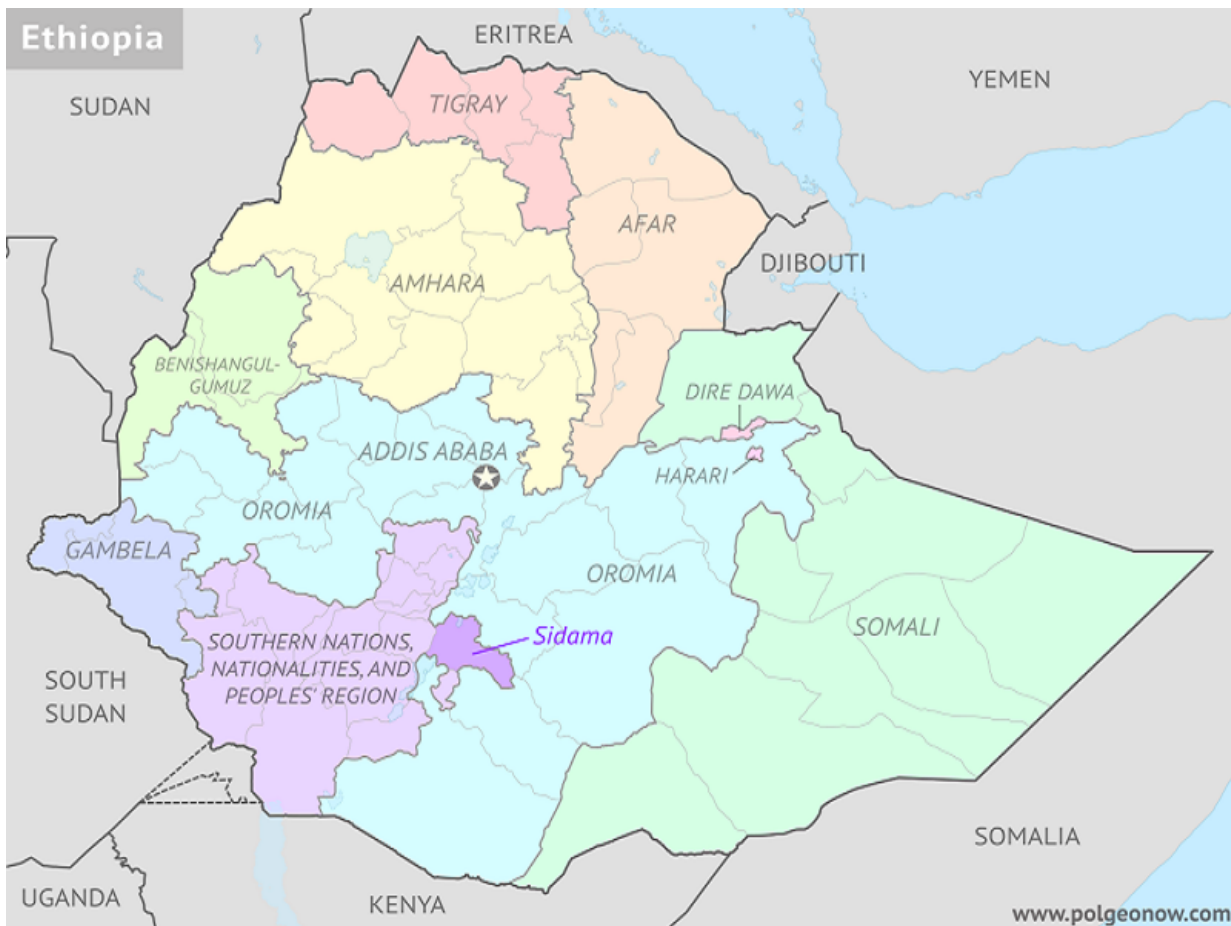 Ethiopia
ERITREA
YEMEN
SUDAN
TIGRAY
AFAR
DJIBOUTI
AMHARA
BENISHANGUL-
GUMUZ
DIRE DAWA
ADDIS ABABA
HARARI
OROMIA
GAMBELA
OROMIA
SOMALI
Sidama
SOUTHERN NATIONS,
NATIONALITIES, AND
PEOPLES' REGION
SOUTH
SUDAN
SOMALIA
UGANDA
KENYA
www.polgeonow.com